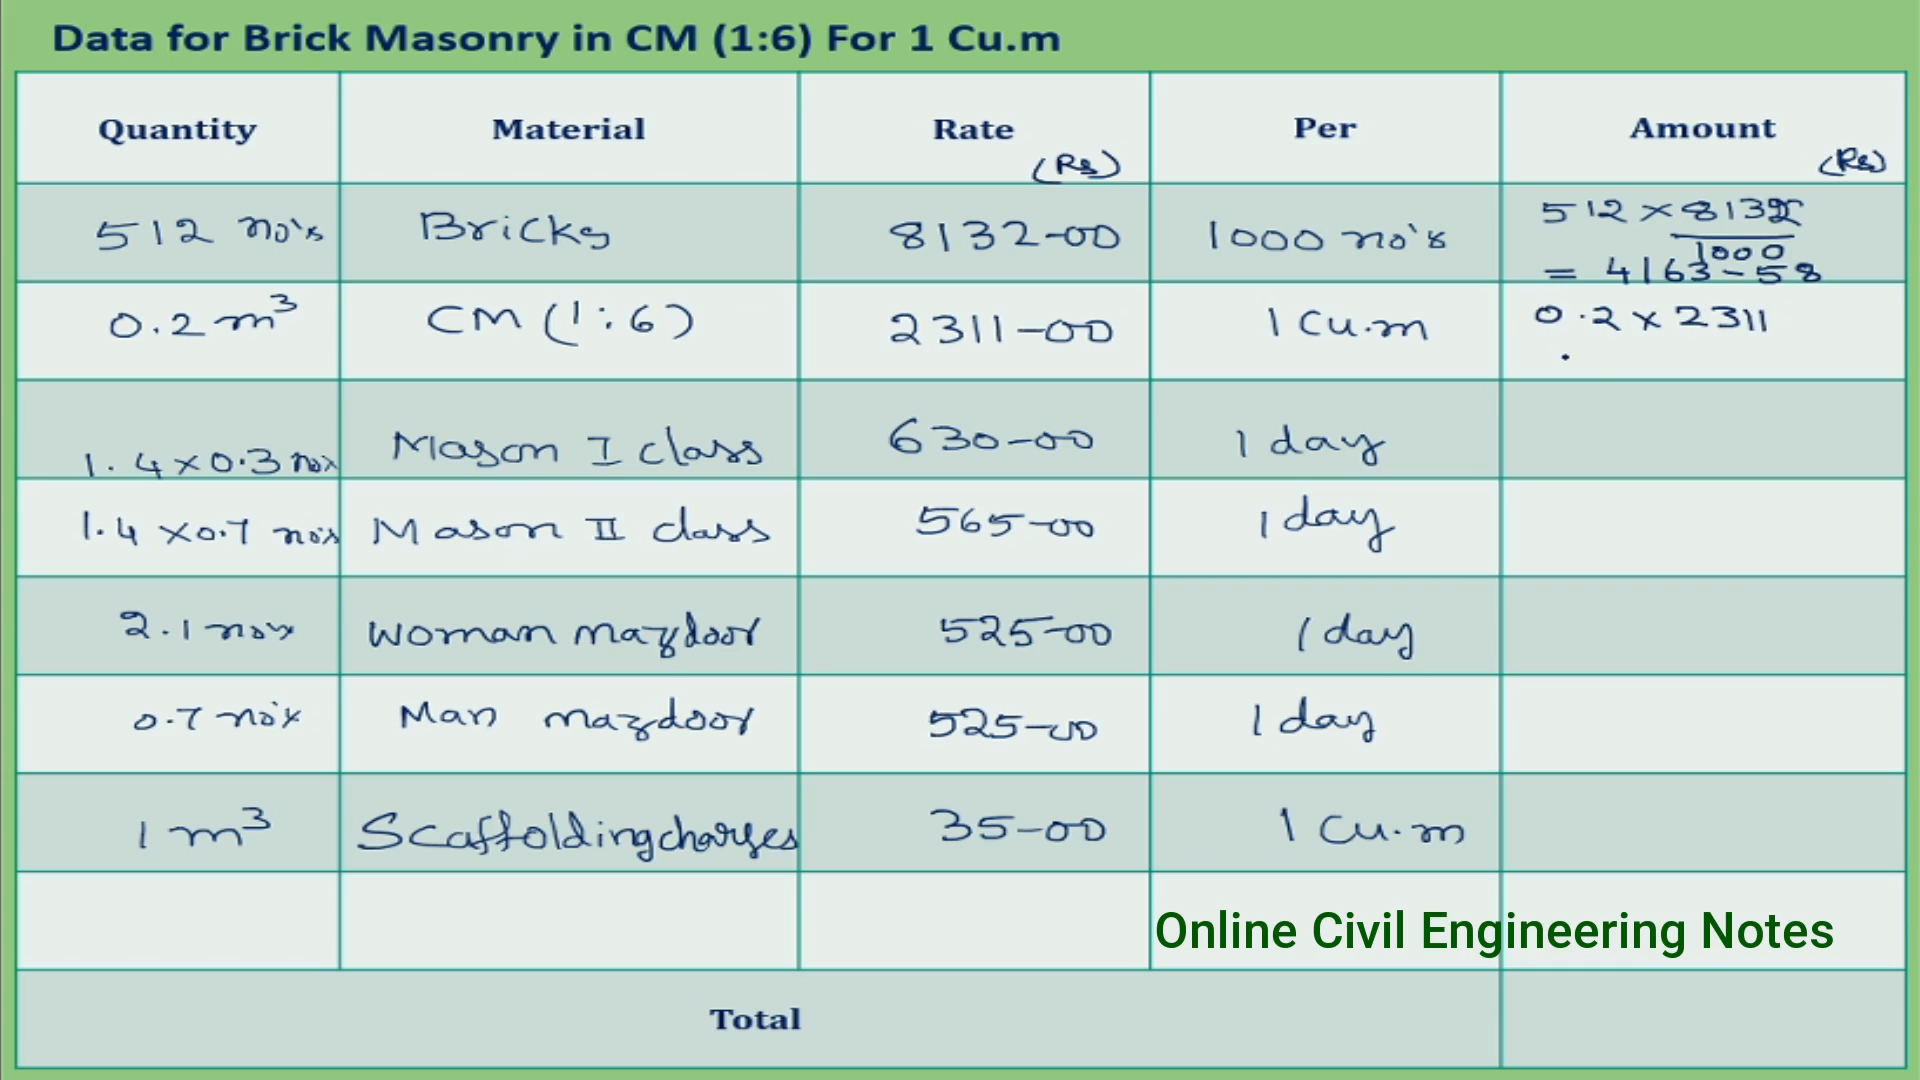 Data for Brick Masonry in CM (1:6) For 1 Cu.m
Quantity Material Rate (Rs) Per Amount (Rs)
512 no's Bricks 8132-00 1000 no's 512 × 8132
1000
= 4163-58
0.2 m³ CM (1:6) 2311-00 1 Cu.m 0.2 × 2311
1.4×0.3 nos Mason I class 630-00 1 day
1.4×0.7 no's Mason II class 565-00 1 day
2.1 no's woman mazdoor 525-00 1 day
0.7 no's Man mazdoor 525-00 1 day
1 m³ Scaffolding charges 35-00 1 Cu.m
Online Civil Engineering Notes
Total